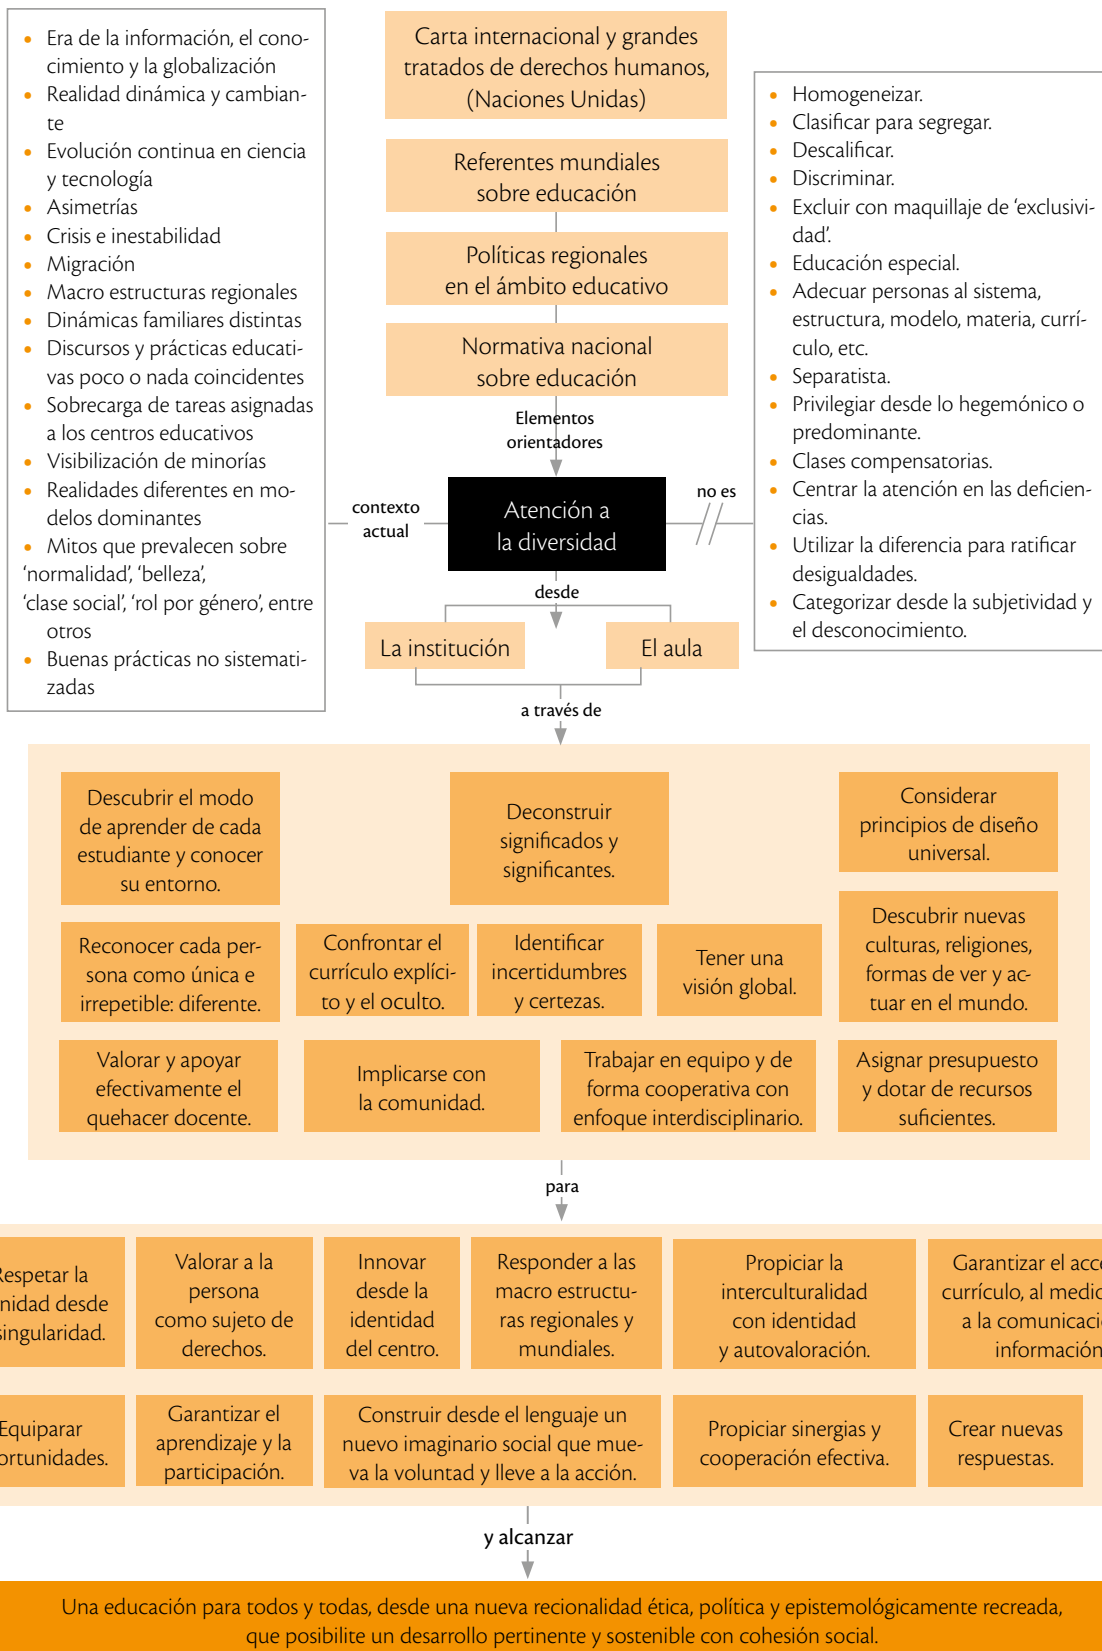 • Era de la información, el cono-
cimiento y la globalización
• Realidad dinámica y cambian-
te
• Evolución continua en ciencia
y tecnología
• Asimetrías
• Crisis e inestabilidad
• Migración
• Macro estructuras regionales
• Dinámicas familiares distintas
• Discursos y prácticas educati-
vas poco o nada coincidentes
• Sobrecarga de tareas asignadas
a los centros educativos
• Visibilización de minorías
• Realidades diferentes en mo-
delos dominantes
• Mitos que prevalecen sobre
‘normalidad’, ‘belleza’,
‘clase social’, ‘rol por género’, entre
otros
• Buenas prácticas no sistemati-
zadas
Carta internacional y grandes
tratados de derechos humanos,
(Naciones Unidas)
Referentes mundiales
sobre educación
Políticas regionales
en el ámbito educativo
Normativa nacional
sobre educación
Elementos
orientadores
• Homogeneizar.
• Clasificar para segregar.
• Descalificar.
• Discriminar.
• Excluir con maquillaje de ‘exclusivi-
dad’.
• Educación especial.
• Adecuar personas al sistema,
estructura, modelo, materia, currí-
culo, etc.
• Separatista.
• Privilegiar desde lo hegemónico o
predominante.
• Clases compensatorias.
• Centrar la atención en las deficien-
cias.
• Utilizar la diferencia para ratificar
desigualdades.
• Categorizar desde la subjetividad y
el desconocimiento.
contexto
actual
Atención a
la diversidad
no es
desde
La institución
El aula
a través de
Descubrir el modo
de aprender de cada
estudiante y conocer
su entorno.
Deconstruir
significados y
significantes.
Considerar
principios de diseño
universal.
Reconocer cada per-
sona como única e
irrepetible: diferente.
Confrontar el
currículo explíci-
to y el oculto.
Identificar
incertidumbres
y certezas.
Tener una
visión global.
Descubrir nuevas
culturas, religiones,
formas de ver y ac-
tuar en el mundo.
Valorar y apoyar
efectivamente el
quehacer docente.
Implicarse con
la comunidad.
Trabajar en equipo y de
forma cooperativa con
enfoque interdisciplinario.
Asignar presupuesto
y dotar de recursos
suficientes.
para
Respetar la
desde
singularidad.
Valorar a la
persona
como sujeto de
derechos.
Innovar
desde la
identidad
del centro.
Responder a las
macro estructu-
ras regionales y
mundiales.
Propiciar la
interculturalidad
con identidad
y autovaloración.
Garantizar el
currículo, al
a la
información
Equiparar
Garantizar el
aprendizaje y la
participación.
Construir desde el lenguaje un
nuevo imaginario social que mue-
va la voluntad y lleve a la acción.
Propiciar sinergias y
cooperación efectiva.
Crear nuevas
respuestas.
y alcanzar
Una educación para todos y todas, desde una nueva recionalidad ética, política y epistemológicamente recreada,
que posibilite un desarrollo pertinente y sostenible con cohesión social.